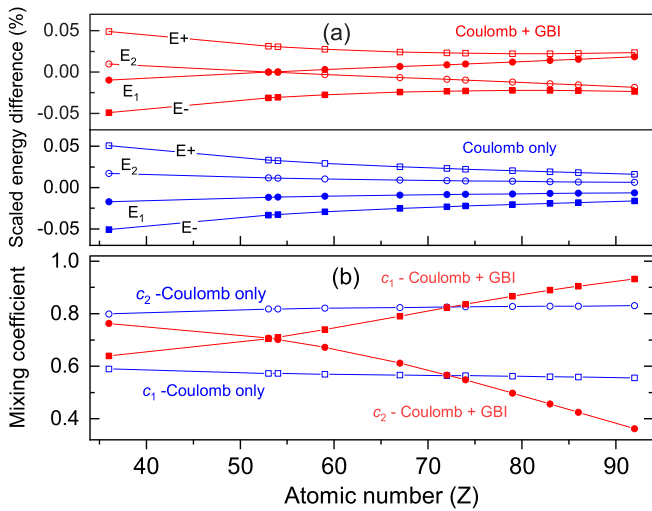 Scaled energy difference (%)
0.05
0.00
-0.05
(a)
Coulomb + GBI
E+
E2
E1
E-
0.05
0.00
-0.05
Coulomb only
E+
E2
E1
E-
Mixing coefficient
1.0
0.8
0.6
0.4
(b)
c2 -Coulomb only
c1 - Coulomb + GBI
c1 -Coulomb only
c2 - Coulomb + GBI
40 50 60 70 80 90
Atomic number (Z)